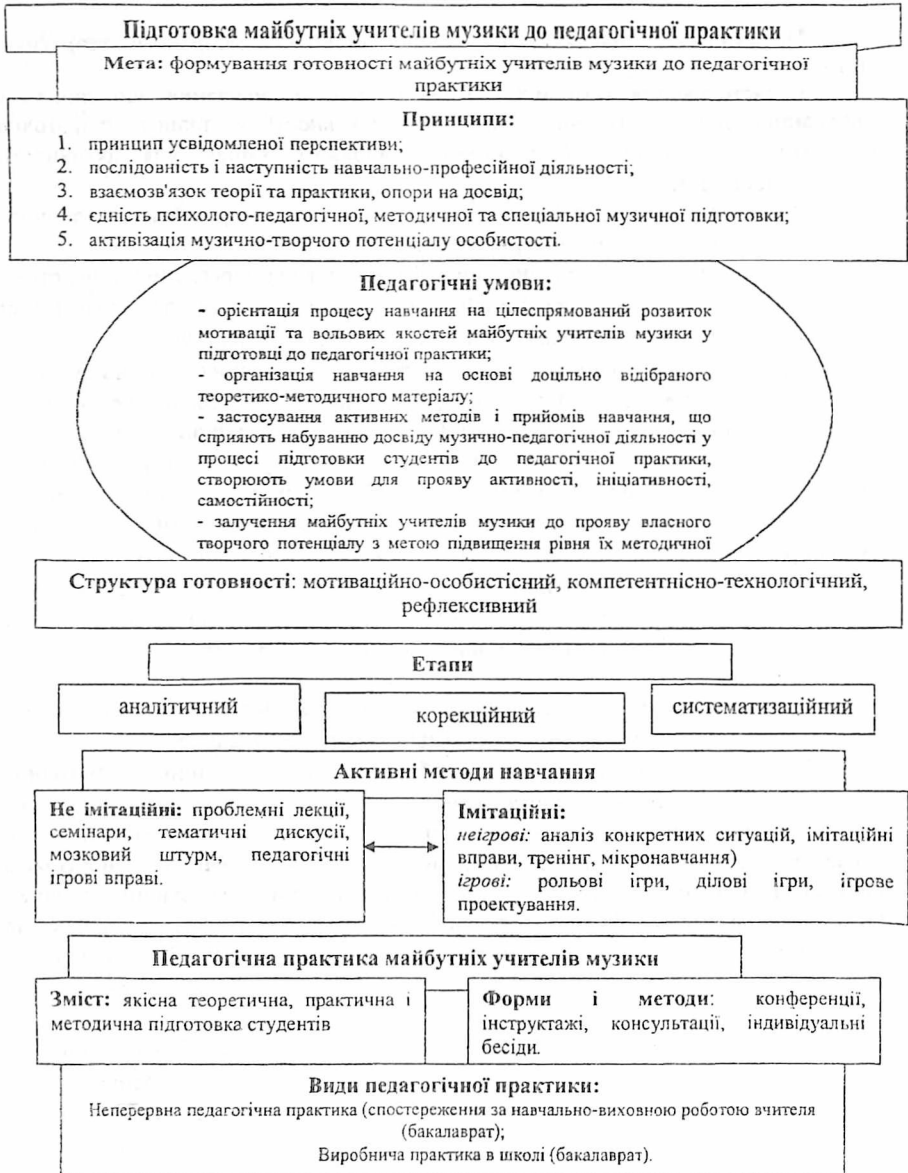 Підготовка майбутніх учителів музики до педагогічної практики
Мета: формування готовності майбутніх учителів музики до педагогічної
практики
Принципи:
1. принцип усвідомленої перспективи;
2. послідовність і наступність навчально-професійної діяльності;
3. взаємозв'язок теорії та практики, опори на досвід;
4. єдність психолого-педагогічної, методичної та спеціальної музичної підготовки;
5. активізація музично-творчого потенціалу особистості.
Педагогічні умови:
- орієнтація процесу навчання на цілеспрямований розвиток
мотивації та вольових якостей майбутніх учителів музики у
підготовці до педагогічної практики;
- організація навчання на основі доцільно відібраного
теоретико-методичного матеріалу;
- застосування активних методів і прийомів навчання, що
сприяють набуванню досвіду музично-педагогічної діяльності у
процесі підготовки студентів до педагогічної практики,
створюють умови для прояву активності, ініціативності,
самостійності;
- залучення майбутніх учителів музики до прояву власного
творчого потенціалу з метою підвищення рівня їх методичної
Структура готовності: мотиваційно-особистісний, компетентнісно-технологічний,
рефлексивний
Етапи
аналітичний
корекційний
систематизаційний
Активні методи навчання
Не імітаційні: проблемні лекції,
семінари, тематичні дискусії,
мозковий штурм, педагогічні
ігрові вправі.
Імітаційні:
неігрові: аналіз конкретних ситуацій, імітаційні
вправи, тренінг, мікронавчання)
ігрові: рольові ігри, ділові ігри, ігрове
проектування.
Педагогічна практика майбутніх учителів музики
Зміст: якісна теоретична, практична і
методична підготовка студентів
Форми і методи: конференції,
інструктажі, консультації, індивідуальні
бесіди.
Види педагогічної практики:
Неперервна педагогічна практика (спостереження за навчально-виховною роботою вчителя
(бакалаврат);
Виробнича практика в школі (бакалаврат).